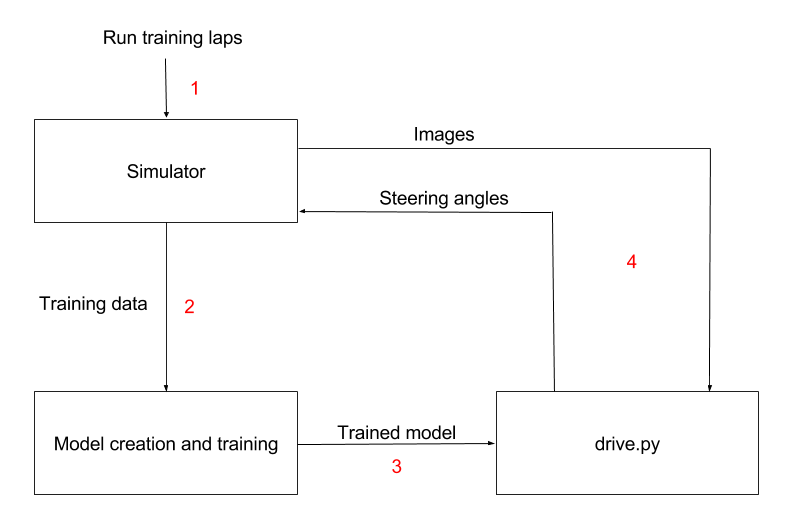 Run training laps
1
Images
Simulator
Steering angles
4
Training data
2
Trained model
Model creation and training
drive.py
3